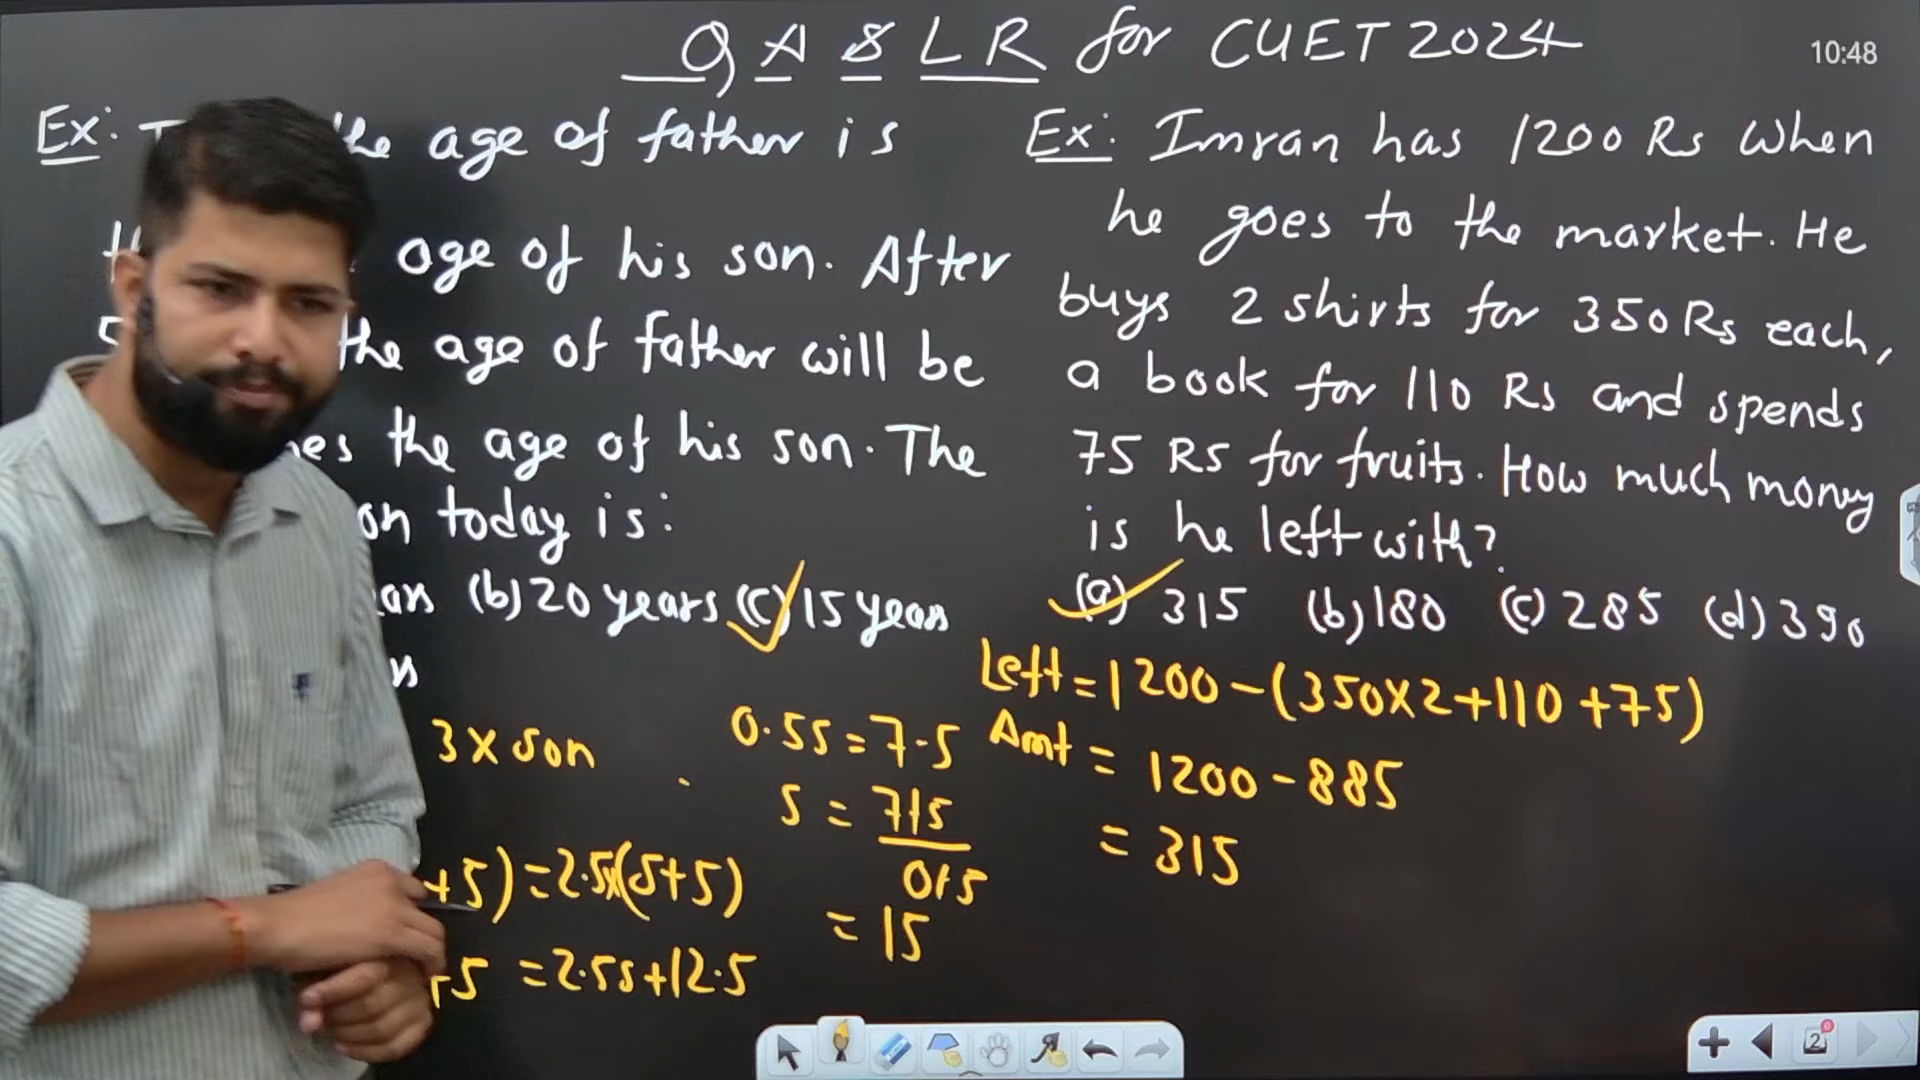 QA & LR for CUET 2024
10:48
Ex: the age of father is
age of his son. After
the age of father will be
the age of his son. The
today is:
(b) 20 years (c) 15 years
3 x son
+5) = 2.5x(s+5)
+5 = 2.5s+12.5
0.5s = 7.5
s = 7.5
0.5
= 15
Ex: Imran has 1200 Rs When
he goes to the market. He
buys 2 shirts for 350 Rs each,
a book for 110 Rs and spends
75 Rs for fruits. How much money
is he left with?
(a) 315 (b) 180 (c) 285 (d) 390
Left = 1200 - (350x2+110+75)
Amt = 1200 - 885
= 315
2